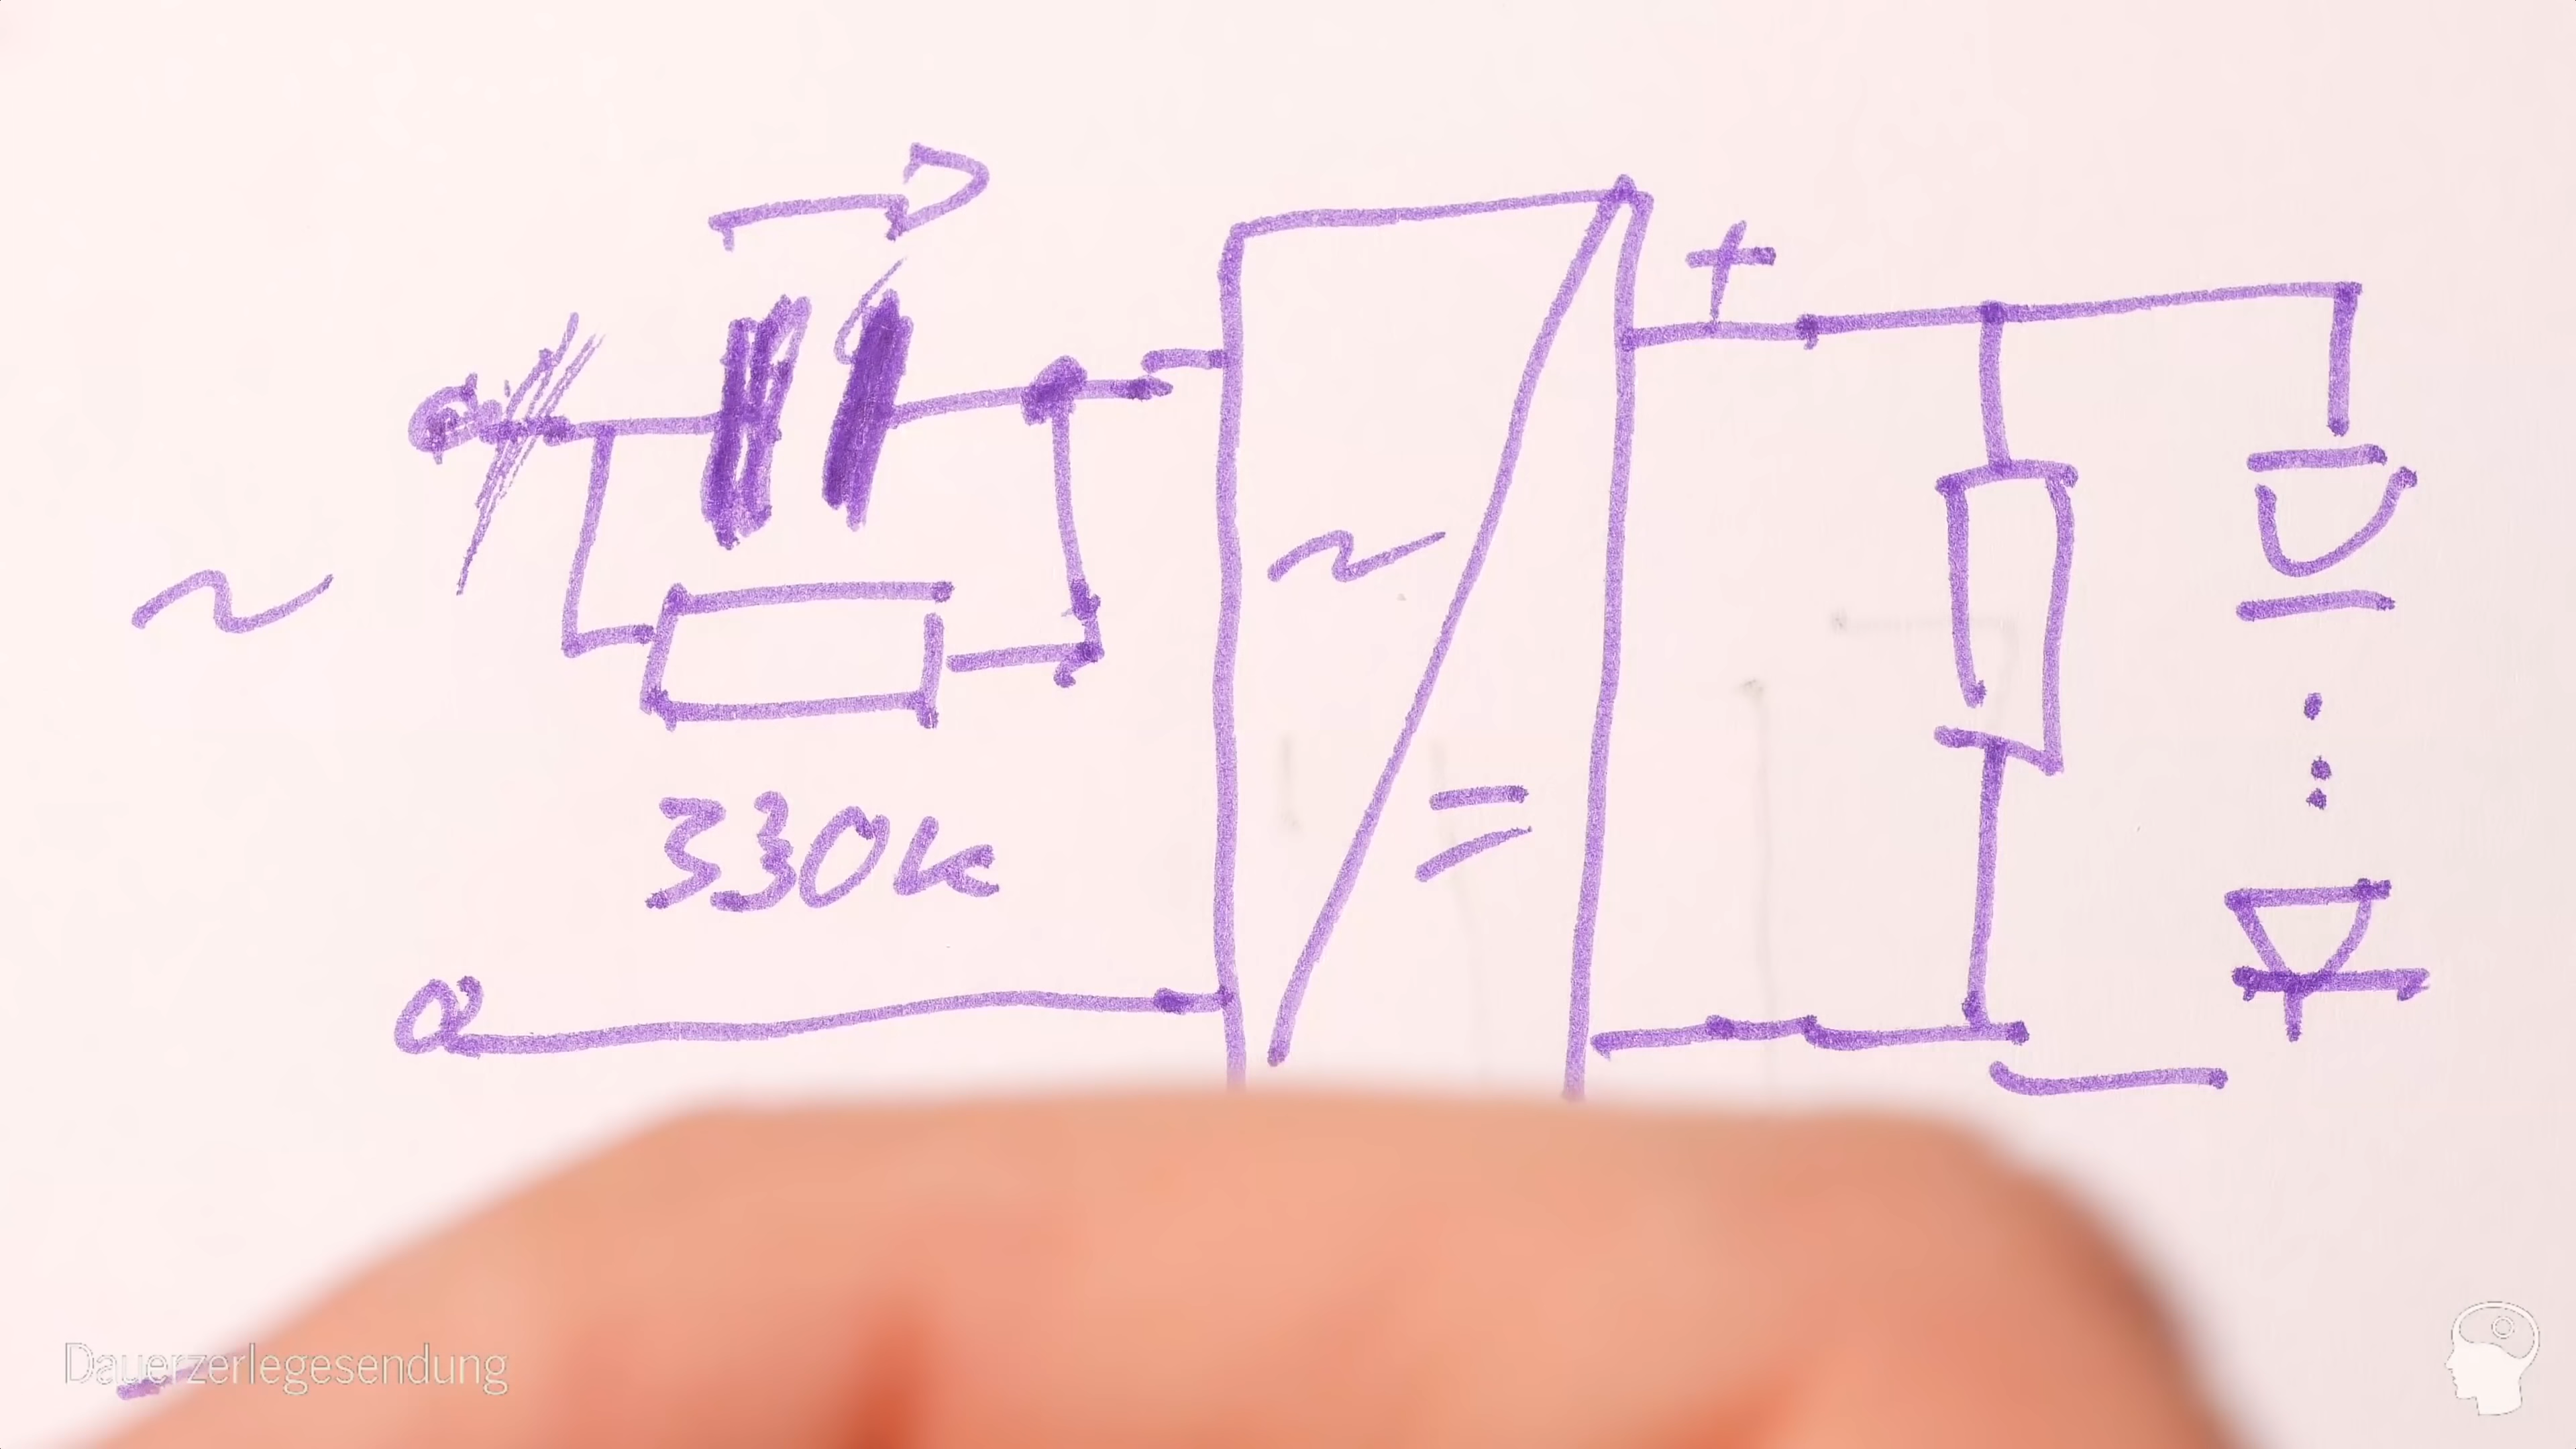 +
~
~
=
330k
Dauerzerlegesendung